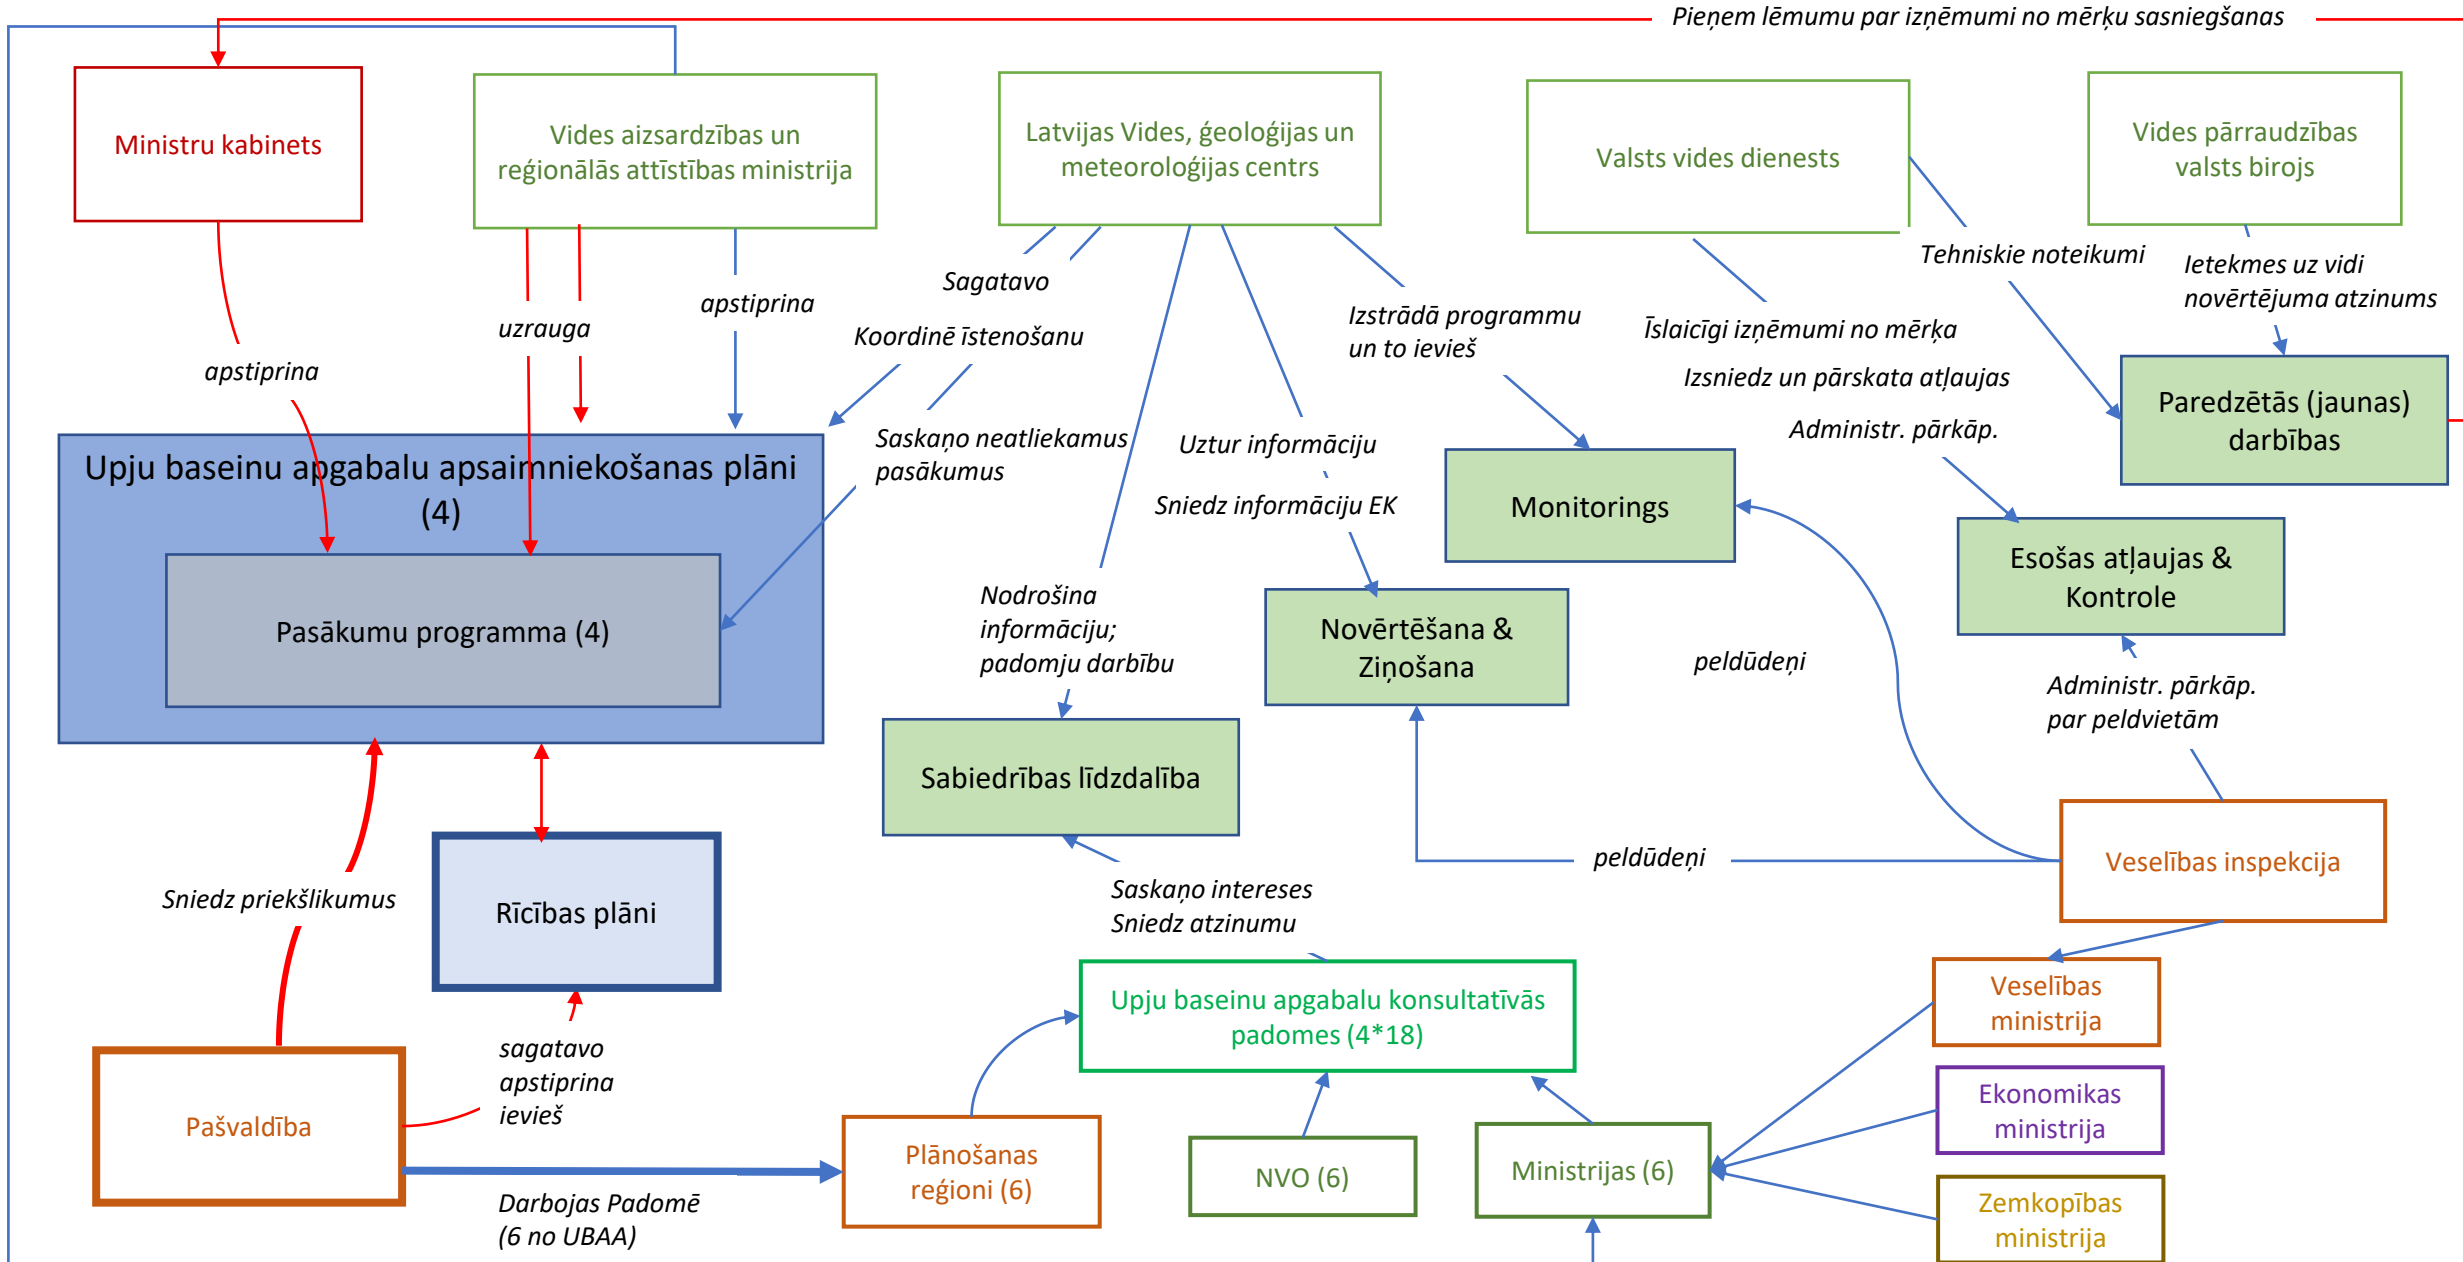 Pieņem lēmumu par izņēmumi no mērķu sasniegšanas
Ministru kabinets
Vides aizsardzības un
reģionālās attīstības ministrija
Latvijas Vides, ģeoloģijas un
meteoroloģijas centrs
Valsts vides dienests
Vides pārraudzības
valsts birojs
apstiprina
uzrauga
apstiprina
Sagatavo
Koordinē īstenošanu
Saskaņo neatliekamus
pasākumus
Izstrādā programmu
un to ievieš
Tehniskie noteikumi
Ietekmes uz vidi
novērtējuma atzinums
Īslaicīgi izņēmumi no mērķa
Izsniedz un pārskata atļaujas
Administr. pārkāp.
Paredzētās (jaunas)
darbības
Upju baseinu apgabalu apsaimniekošanas plāni
(4)
Pasākumu programma (4)
Uztur informāciju
Sniedz informāciju EK
Monitorings
Esošas atļaujas &
Kontrole
Nodrošina
informāciju;
padomju darbību
Novērtēšana &
Ziņošana
peldūdeņi
Administr. pārkāp.
par peldvietām
Sabiedrības līdzdalība
peldūdeņi
Veselības inspekcija
Sniedz priekšlikumus
Rīcības plāni
Saskaņo intereses
Sniedz atzinumu
Upju baseinu apgabalu konsultatīvās
padomes (4*18)
Veselības
ministrija
sagatavo
apstiprina
ievieš
Pašvaldība
Plānošanas
reģioni (6)
NVO (6)
Ministrijas (6)
Ekonomikas
ministrija
Darbojas Padomē
(6 no UBAA)
Zemkopības
ministrija